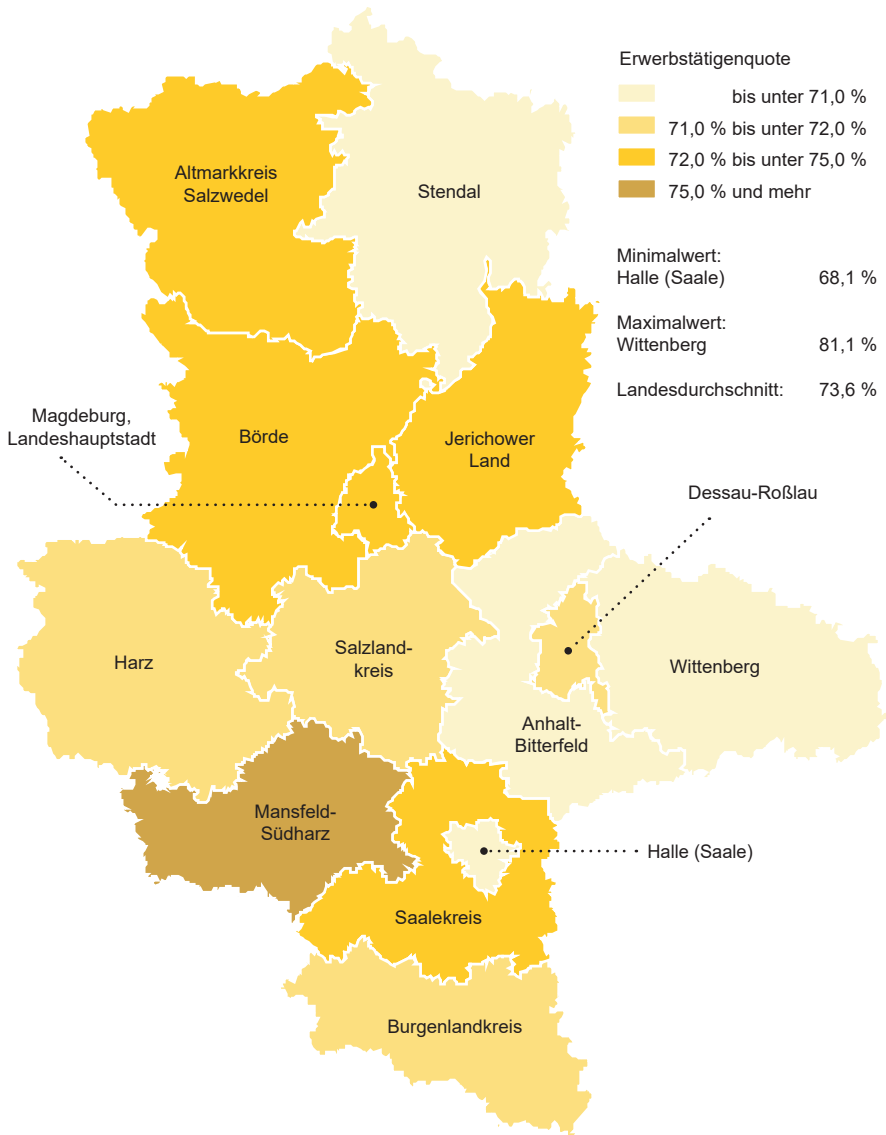 Erwerbstätigenquote
bis unter 71,0 %
71,0 % bis unter 72,0 %
72,0 % bis unter 75,0 %
75,0 % und mehr
Minimalwert:
Halle (Saale) 68,1 %
Maximalwert:
Wittenberg 81,1 %
Landesdurchschnitt: 73,6 %
Altmarkkreis
Salzwedel
Stendal
Magdeburg,
Landeshauptstadt
Börde
Jerichower
Land
Dessau-Roßlau
Harz
Salzland-
kreis
Wittenberg
Anhalt-
Bitterfeld
Mansfeld-
Südharz
Halle (Saale)
Saalekreis
Burgenlandkreis